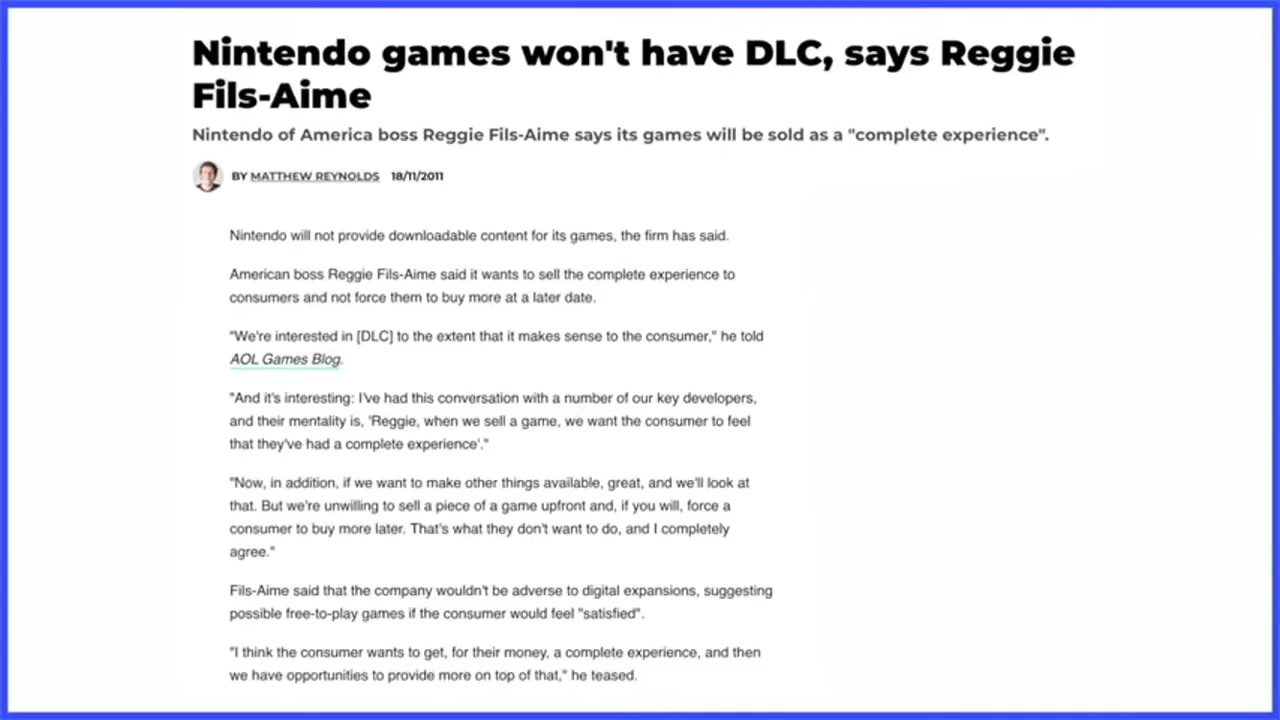 Nintendo games won't have DLC, says Reggie
Fils-Aime
Nintendo of America boss Reggie Fils-Aime says its games will be sold as a "complete experience".
BY MATTHEW REYNOLDS 18/11/2011
Nintendo will not provide downloadable content for its games, the firm has said.
American boss Reggie Fils-Aime said it wants to sell the complete experience to
consumers and not force them to buy more at a later date.
"We're interested in [DLC] to the extent that it makes sense to the consumer," he told
AOL Games Blog.
"And it's interesting: I've had this conversation with a number of our key developers,
and their mentality is, 'Reggie, when we sell a game, we want the consumer to feel
that they've had a complete experience'."
"Now, in addition, if we want to make other things available, great, and we'll look at
that. But we're unwilling to sell a piece of a game upfront and, if you will, force a
consumer to buy more later. That's what they don't want to do, and I completely
agree."
Fils-Aime said that the company wouldn't be adverse to digital expansions, suggesting
possible free-to-play games if the consumer would feel "satisfied".
"I think the consumer wants to get, for their money, a complete experience, and then
we have opportunities to provide more on top of that," he teased.